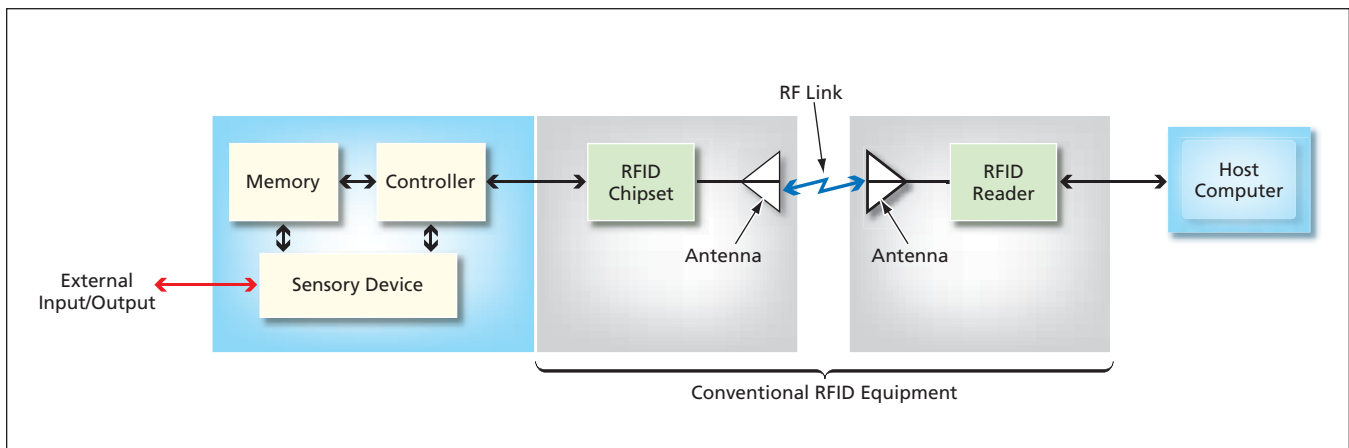 RF Link
Memory
Controller
RFID
Chipset
RFID
Reader
Host
Computer
Antenna
Antenna
External
Input/Output
Sensory Device
Conventional RFID Equipment